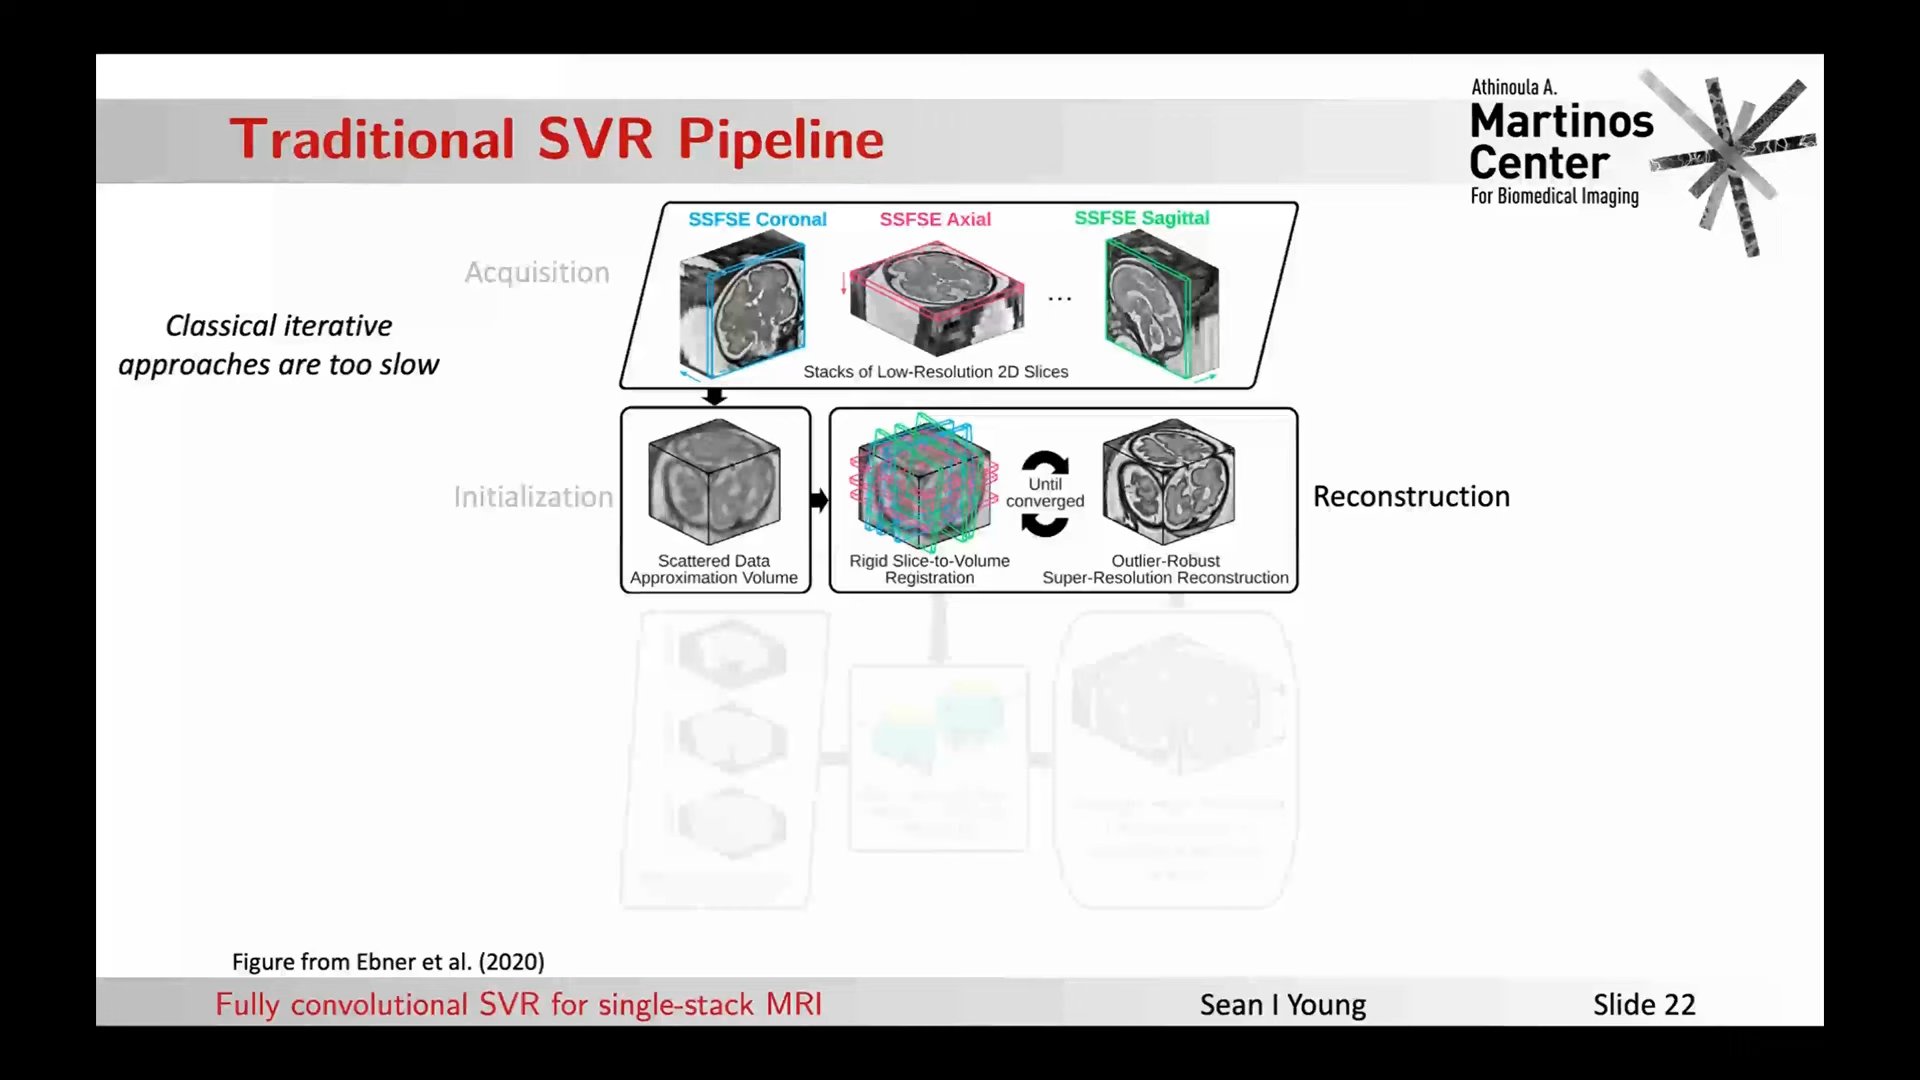 Traditional SVR Pipeline
Athinoula A.
Martinos
Center
For Biomedical Imaging
SSFSE Coronal
SSFSE Axial
SSFSE Sagittal
Acquisition
...
Classical iterative
approaches are too slow
Stacks of Low-Resolution 2D Slices
Initialization
Until
converged
Reconstruction
Scattered Data
Approximation Volume
Rigid Slice-to-Volume
Registration
Outlier-Robust
Super-Resolution Reconstruction
Figure from Ebner et al. (2020)
Fully convolutional SVR for single-stack MRI
Sean I Young
Slide 22